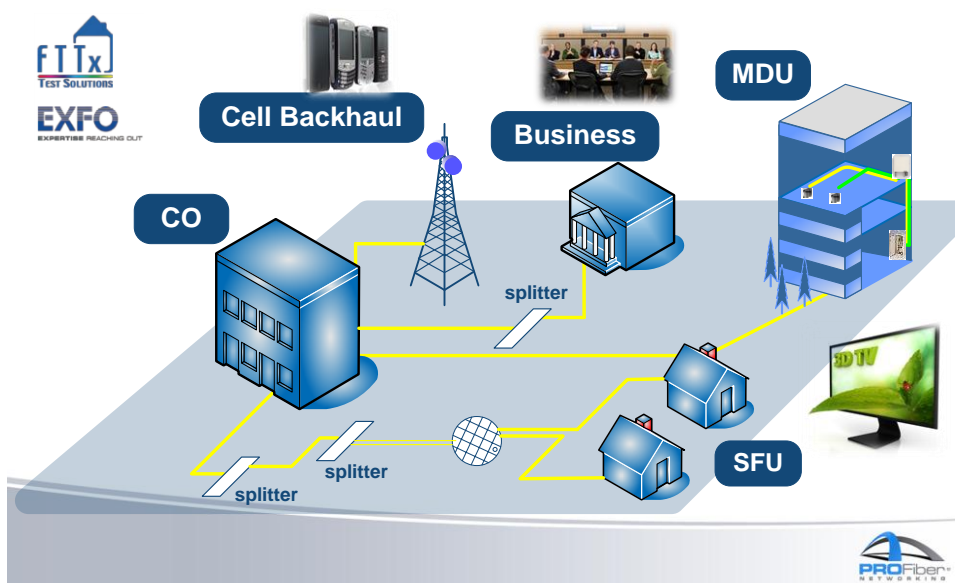 FTTx
TEST SOLUTIONS
EXFO
EXPERTISE REACHING OUT
Cell Backhaul
Business
MDU
CO
splitter
3D TV
splitter
splitter
SFU
PROFiber®
NETWORKING